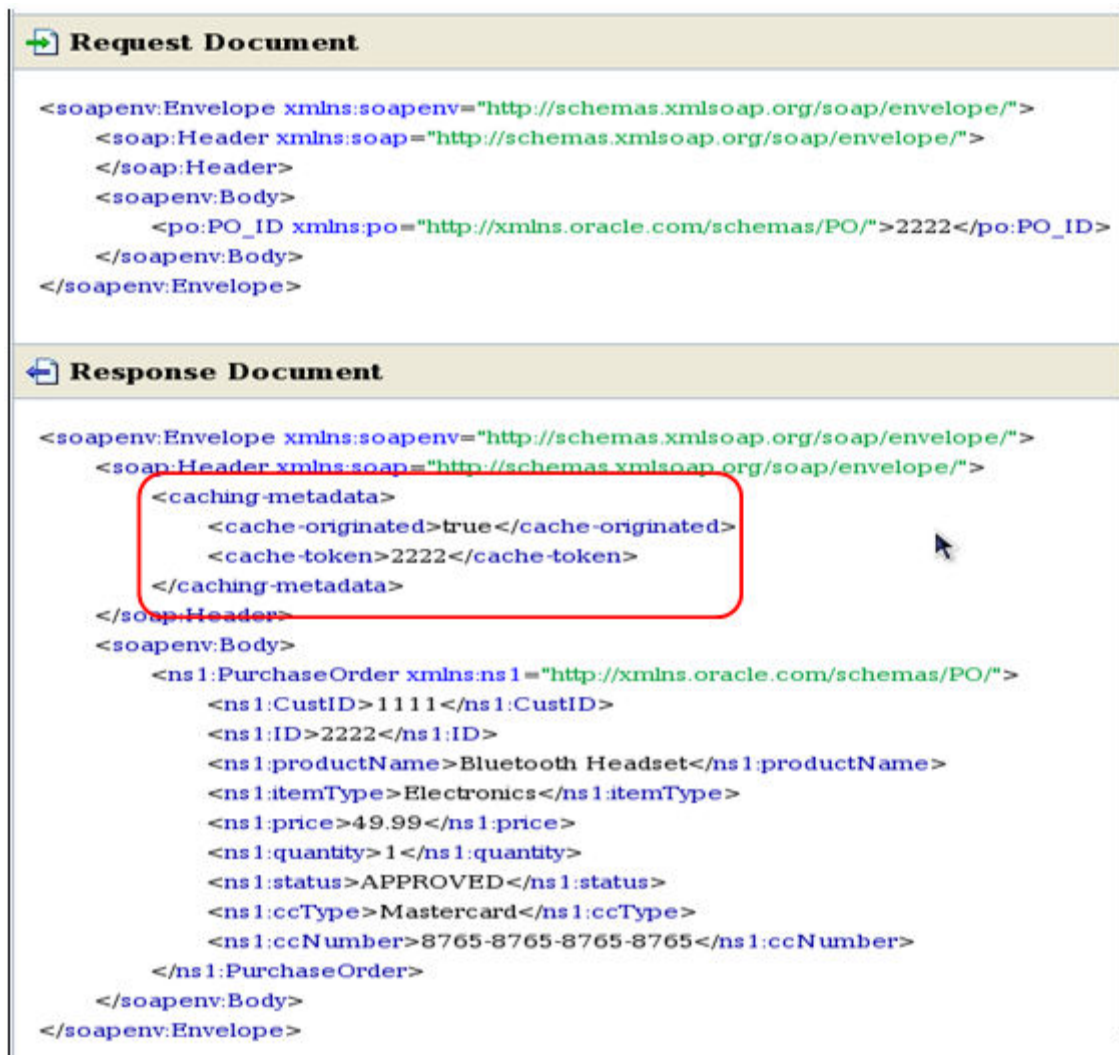 Request Document
<soapenv:Envelope xmlns:soapenv="http://schemas.xmlsoap.org/soap/envelope/">
<soap:Header xmlns:soap="http://schemas.xmlsoap.org/soap/envelope/">
</soap:Header>
<soapenv:Body>
<po:PO_ID xmlns:po="http://xmlns.oracle.com/schemas/PO/">2222</po:PO_ID>
</soapenv:Body>
</soapenv:Envelope>
Response Document
<soapenv:Envelope xmlns:soapenv="http://schemas.xmlsoap.org/soap/envelope/">
<soap:Header xmlns:soap="http://schemas.xmlsoap.org/soap/envelope/">
<caching-metadata>
<cache-originated>true</cache-originated>
<cache-token>2222</cache-token>
</caching-metadata>
</soap:Header>
<soapenv:Body>
<ns1:PurchaseOrder xmlns:ns1="http://xmlns.oracle.com/schemas/PO/">
<ns1:CustID>1111</ns1:CustID>
<ns1:ID>2222</ns1:ID>
<ns1:productName>Bluetooth Headset</ns1:productName>
<ns1:itemType>Electronics</ns1:itemType>
<ns1:price>49.99</ns1:price>
<ns1:quantity>1</ns1:quantity>
<ns1:status>APPROVED</ns1:status>
<ns1:ccType>Mastercard</ns1:ccType>
<ns1:ccNumber>8765-8765-8765-8765</ns1:ccNumber>
</ns1:PurchaseOrder>
</soapenv:Body>
</soapenv:Envelope>